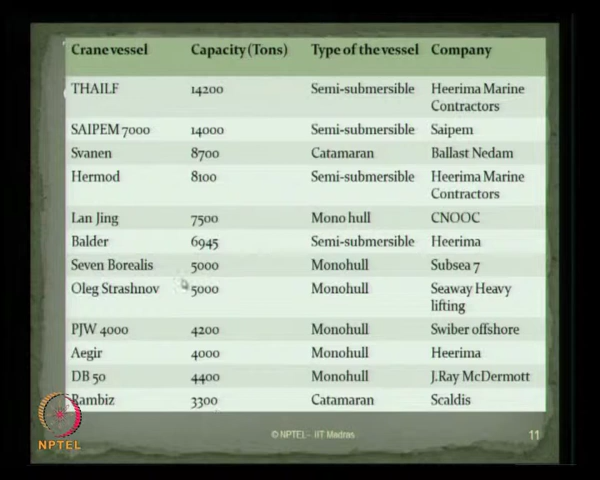 Crane vessel Capacity (Tons) Type of the vessel Company
THAILF 14200 Semi-submersible Heerima Marine
Contractors
SAIPEM 7000 14000 Semi-submersible Saipem
Svanen 8700 Catamaran Ballast Nedam
Hermod 8100 Semi-submersible Heerima Marine
Contractors
Lan Jing 7500 Mono hull CNOOC
Balder 6945 Semi-submersible Heerima
Seven Borealis 5000 Monohull Subsea 7
Oleg Strashnov 5000 Monohull Seaway Heavy
lifting
PJW 4000 4200 Monohull Swiber offshore
Aegir 4000 Monohull Heerima
DB 50 4400 Monohull J.Ray McDermott
Rambiz 3300 Catamaran Scaldis
NPTEL
© NPTEL - IIT Madras 11